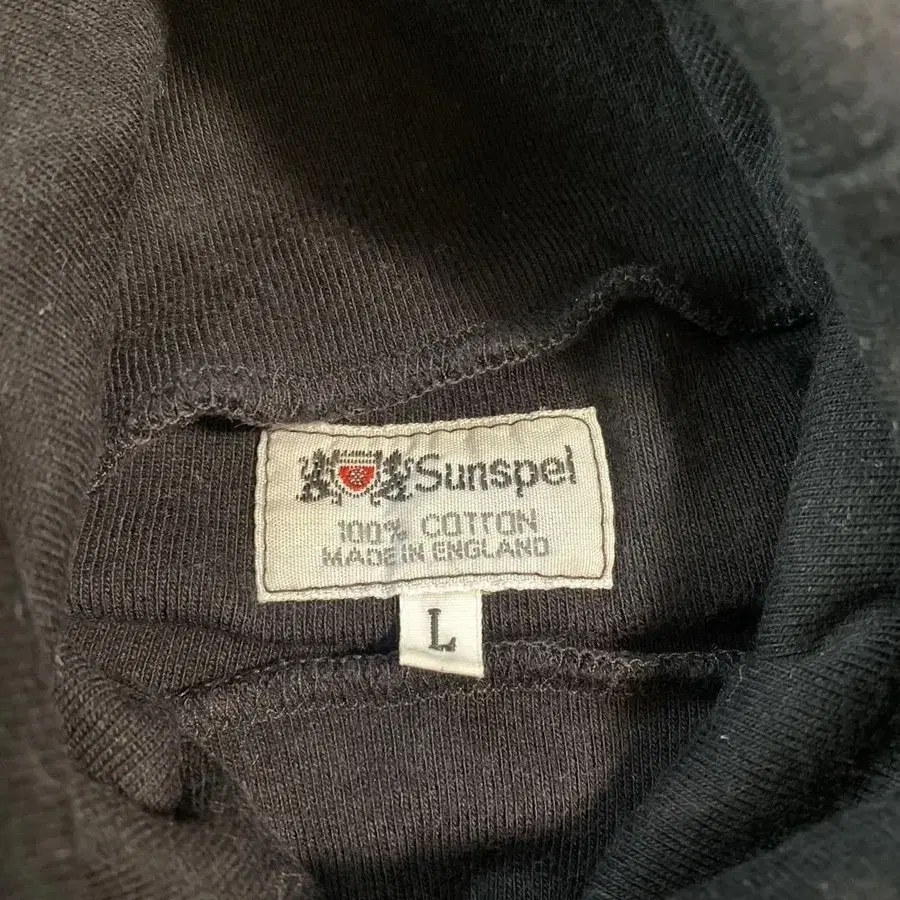 Sunspel
100% COTTON
MADE IN ENGLAND
L